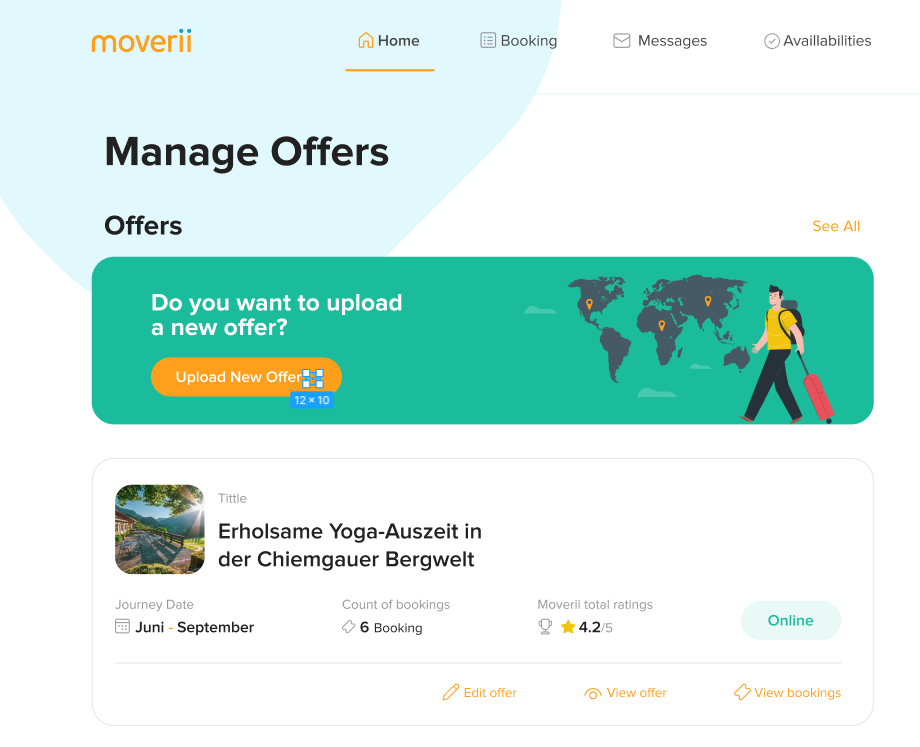 moverii
Home
Booking
Messages
Availlabilities
Manage Offers
Offers
See All
Do you want to upload
a new offer?
Upload New Offer
12 × 10
Tittle
Erholsame Yoga-Auszeit in
der Chiemgauer Bergwelt
Journey Date
Juni - September
Count of bookings
6 Booking
Moverii total ratings
4.2/5
Online
Edit offer
View offer
View bookings